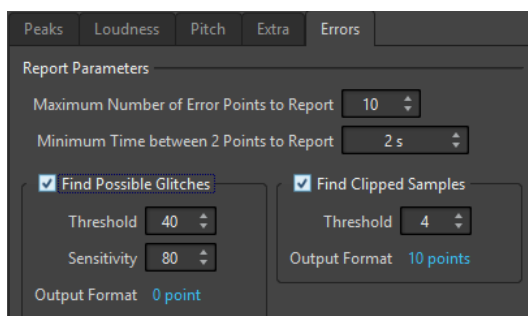 Peaks Loudness Pitch Extra Errors
Report Parameters
Maximum Number of Error Points to Report 10
Minimum Time between 2 Points to Report 2 s
Find Possible Glitches
Threshold 40
Sensitivity 80
Output Format 0 point
Find Clipped Samples
Threshold 4
Output Format 10 points